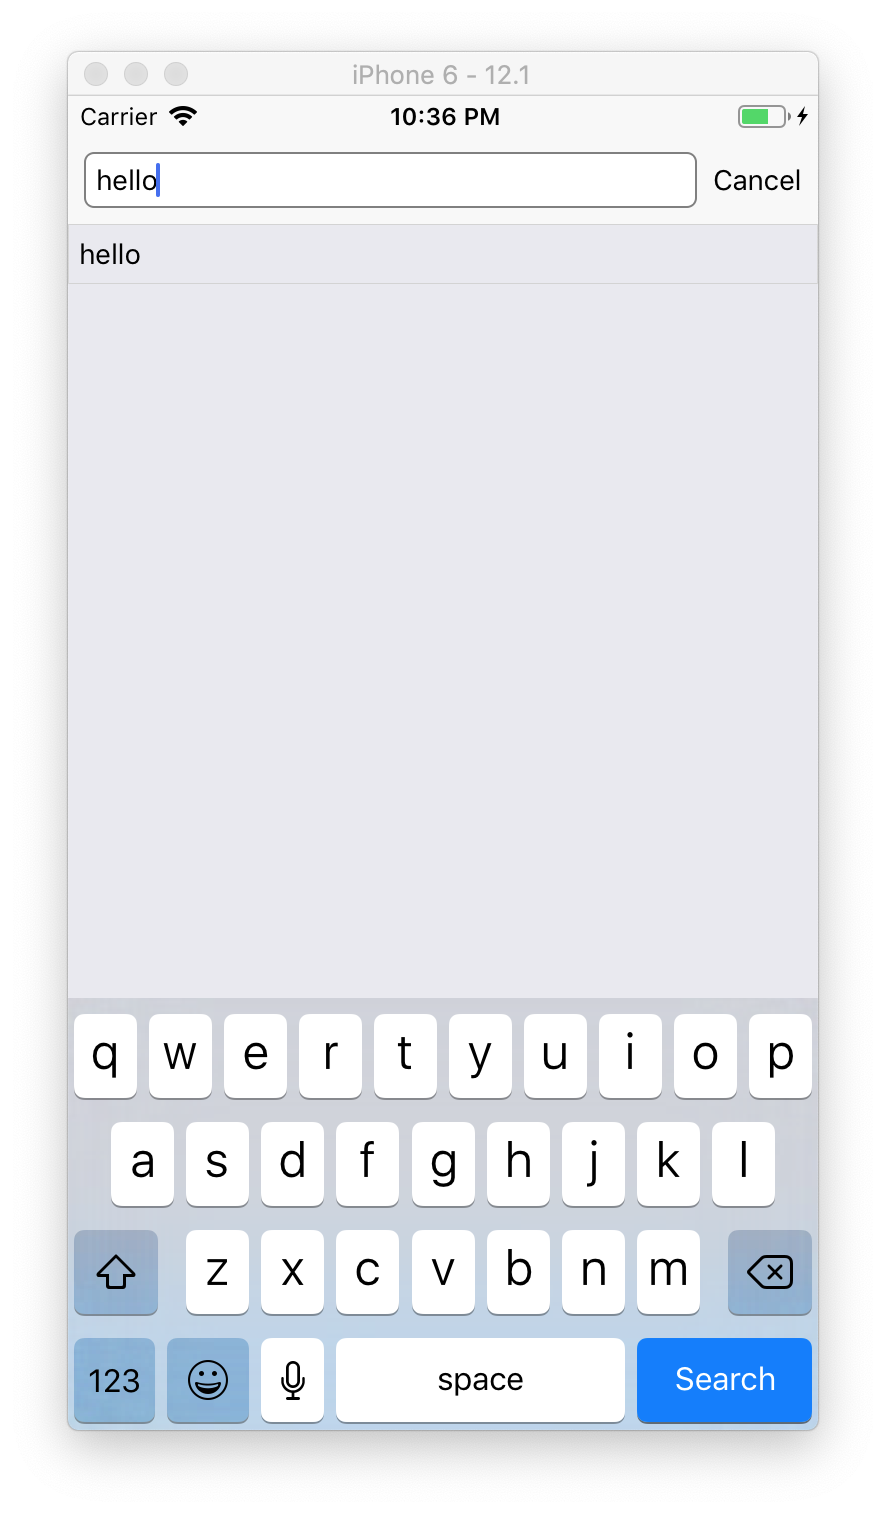 iPhone 6 - 12.1
Carrier 10:36 PM
hello Cancel
hello
q w e r t y u i o p
a s d f g h j k l
z x c v b n m
123 space Search